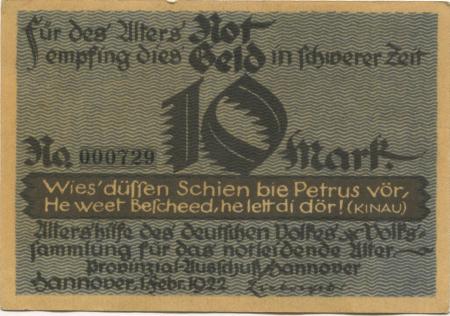 Für des Alters Not
empfing dies Geld in schwerer Zeit
10
No. 000729 Mark.
Wies' düssen Schien bie Petrus vör,
He weet Bescheed, he lett di dör! (KINAU)
Altershilfe des deutschen Volkes * Volks-
sammlung für das notleidende Alter -
Provinzial-Ausschuß Hannover
Hannover, 1. Febr. 1922